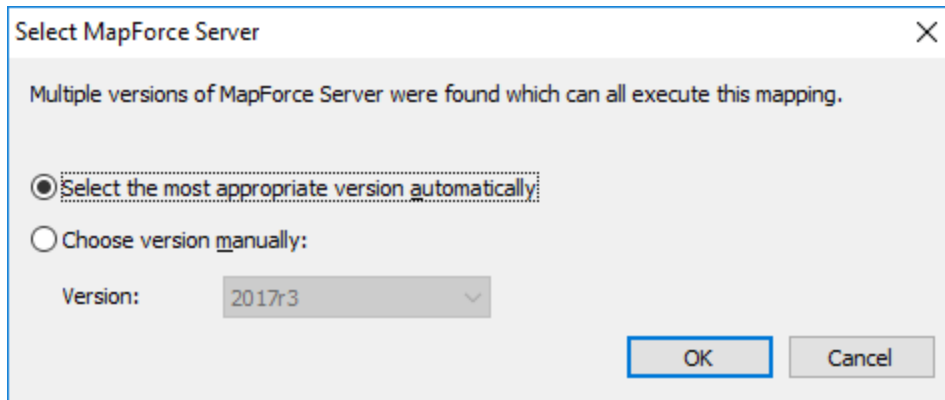 Select MapForce Server
Multiple versions of MapForce Server were found which can all execute this mapping.
Select the most appropriate version automatically
Choose version manually:
Version: 2017r3
OK Cancel